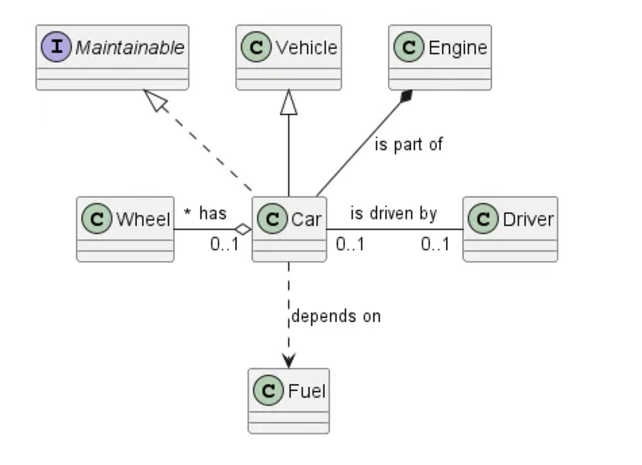 I Maintainable
C Vehicle
C Engine
is part of
C Wheel
* has
0..1
C Car
is driven by
0..1
0..1
C Driver
depends on
C Fuel